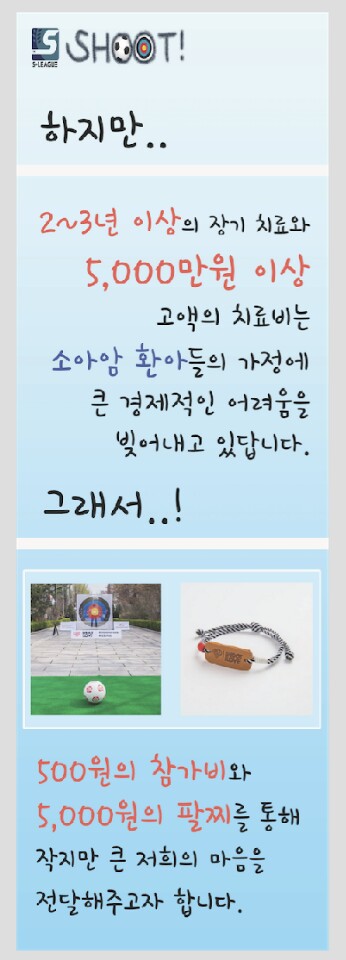 S-LEAGUE
SHOOT!
하지만..
2~3년 이상의 장기 치료와
5,000만원 이상
고액의 치료비는
소아암 환아들의 가정에
큰 경제적인 어려움을
빚어내고 있답니다.
그래서..!
500원의 참가비와
5,000원의 팔찌를 통해
작지만 큰 저희의 마음을
전달해주고자 합니다.